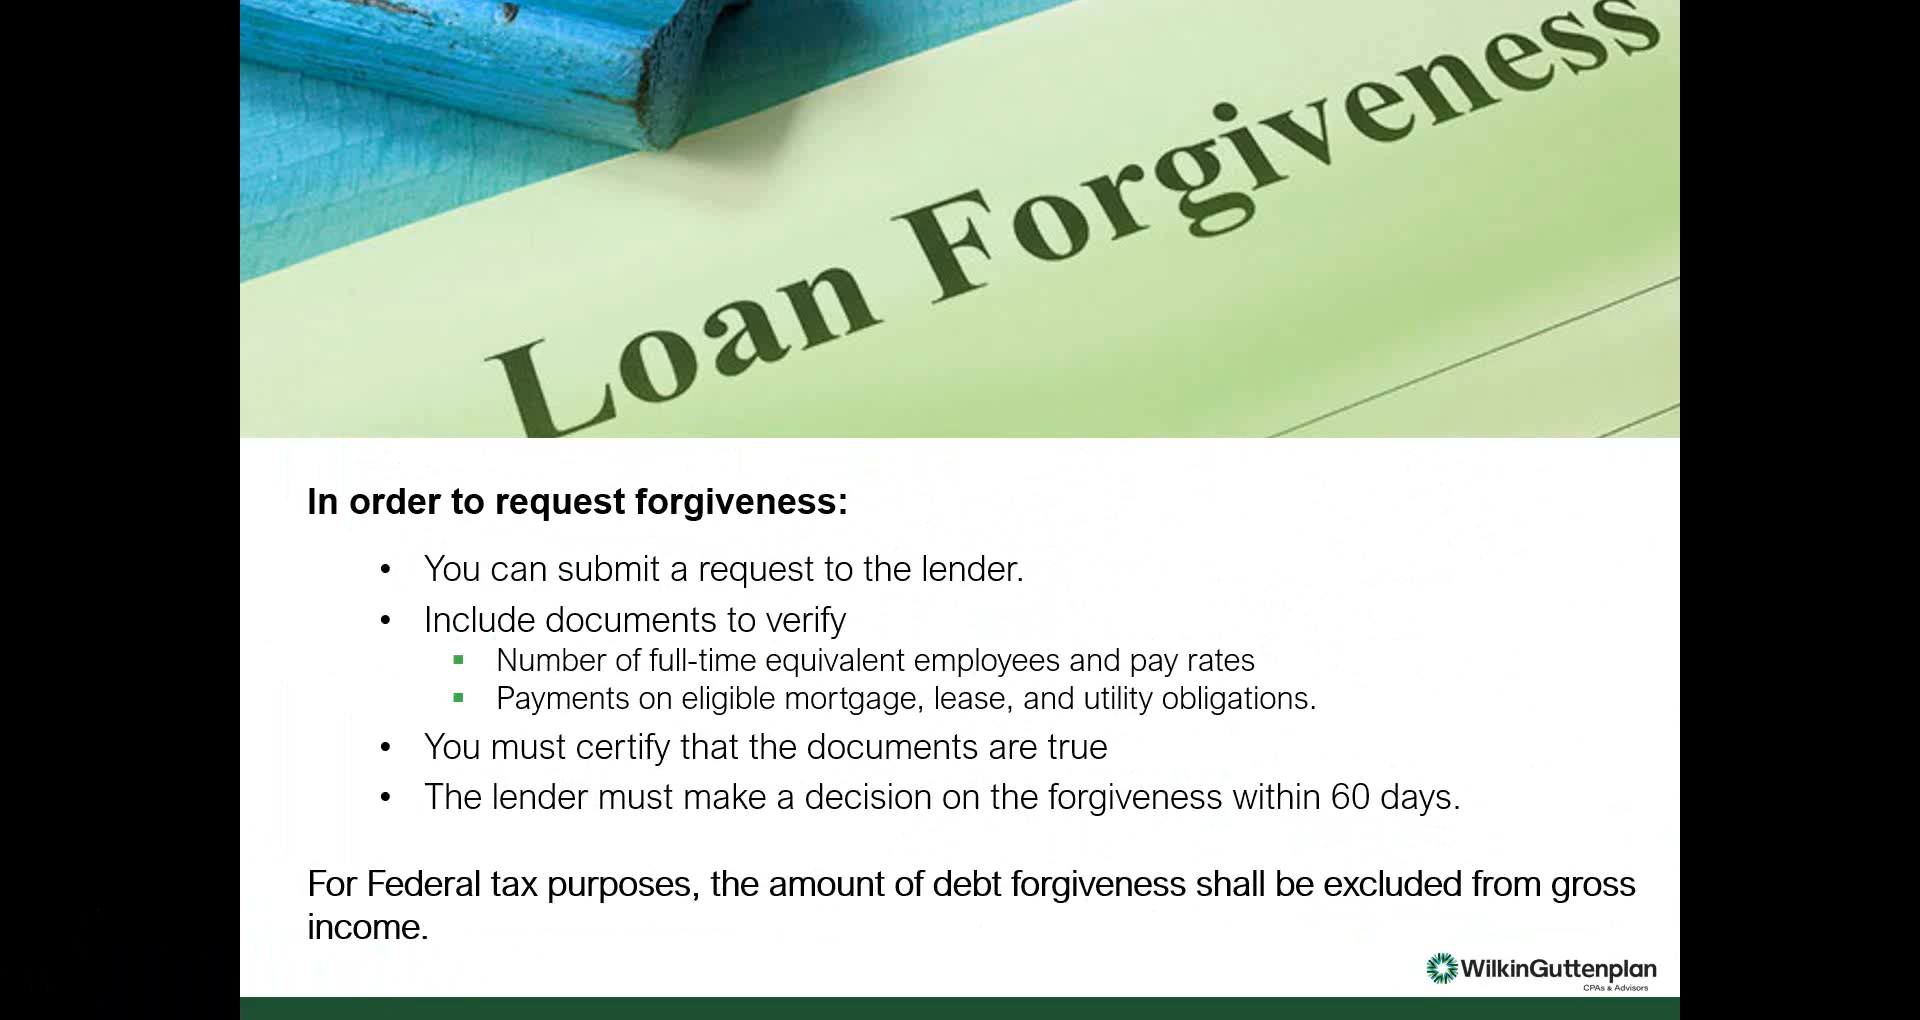 Loan Forgiveness
In order to request forgiveness:
• You can submit a request to the lender.
• Include documents to verify
▪ Number of full-time equivalent employees and pay rates
▪ Payments on eligible mortgage, lease, and utility obligations.
• You must certify that the documents are true
• The lender must make a decision on the forgiveness within 60 days.
For Federal tax purposes, the amount of debt forgiveness shall be excluded from gross
income.
WilkinGuttenplan
CPAs & Advisors